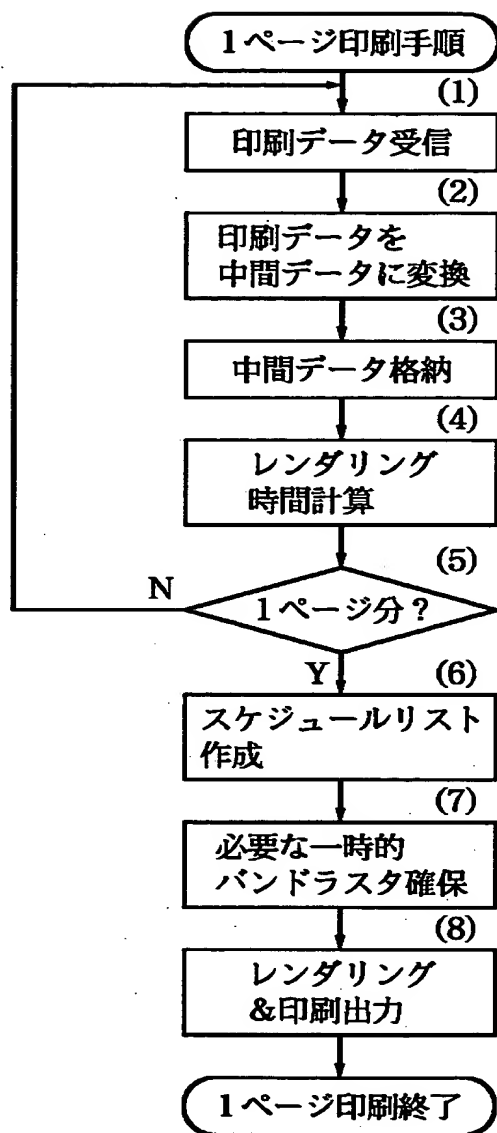 1ページ印刷手順
(1)
印刷データ受信
(2)
印刷データを
中間データに変換
(3)
中間データ格納
(4)
レンダリング
時間計算
(5)
N
1ページ分?
Y
(6)
スケジュールリスト
作成
(7)
必要な一時的
バンドラスタ確保
(8)
レンダリング
&印刷出力
1ページ印刷終了